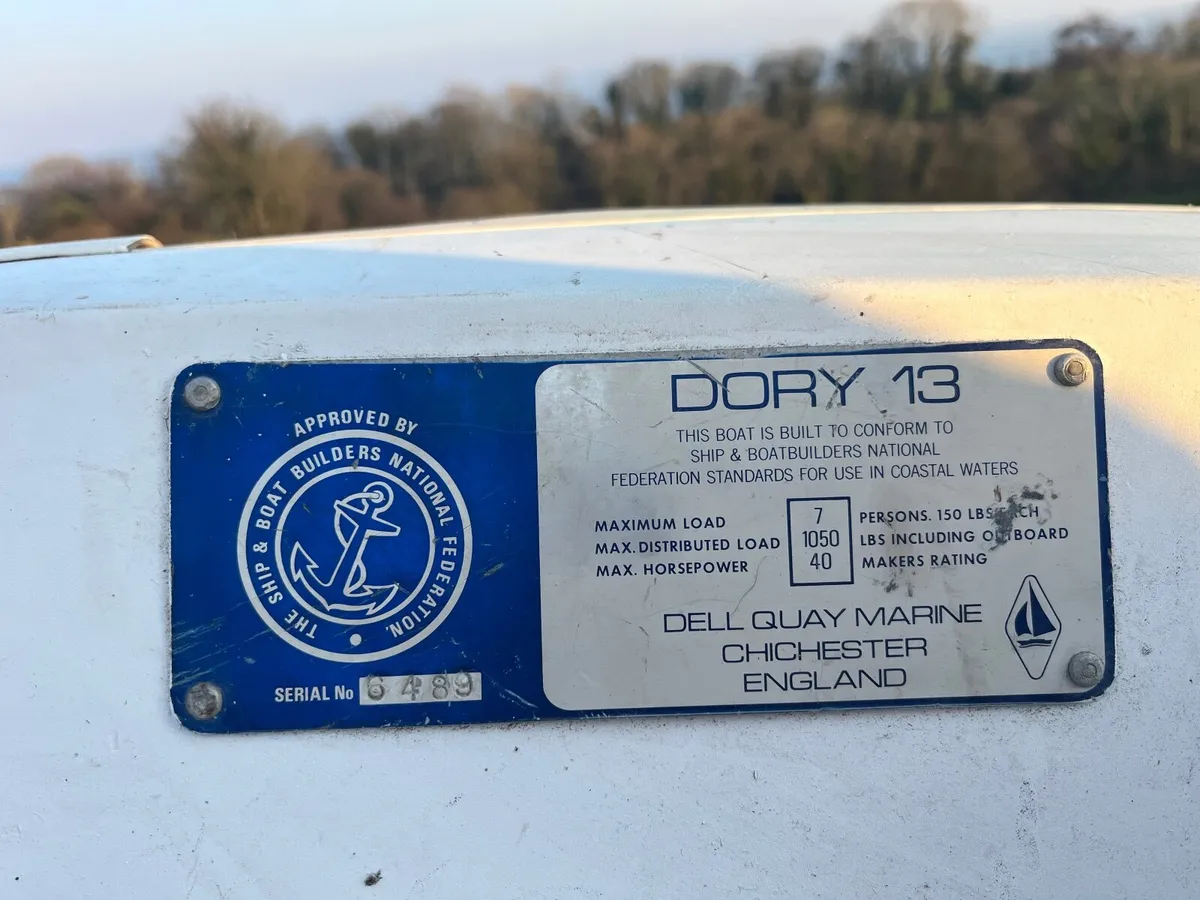 APPROVED BY
THE SHIP & BOAT BUILDERS NATIONAL FEDERATION.
SERIAL No 6489
DORY 13
THIS BOAT IS BUILT TO CONFORM TO
SHIP & BOATBUILDERS NATIONAL
FEDERATION STANDARDS FOR USE IN COASTAL WATERS
MAXIMUM LOAD 7 PERSONS. 150 LBS EACH
MAX. DISTRIBUTED LOAD 1050 LBS INCLUDING OUTBOARD
MAX. HORSEPOWER 40 MAKERS RATING
DELL QUAY MARINE
CHICHESTER
ENGLAND